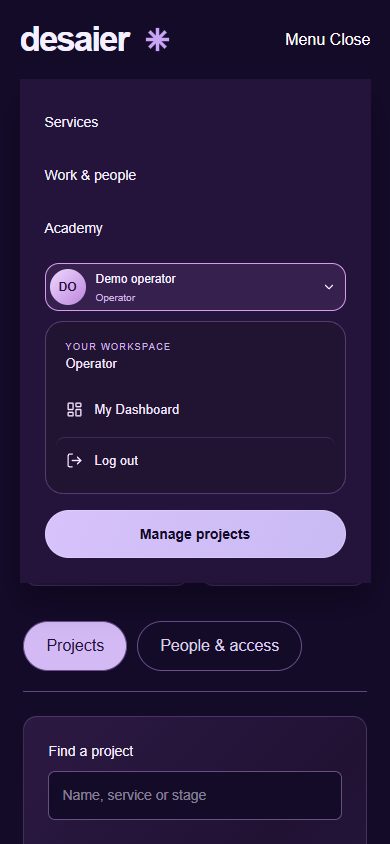 desaier
Menu Close
Services
Work & people
Academy
DO
Demo operator
Operator
YOUR WORKSPACE
Operator
My Dashboard
Log out
Manage projects
Projects
People & access
Find a project
Name, service or stage